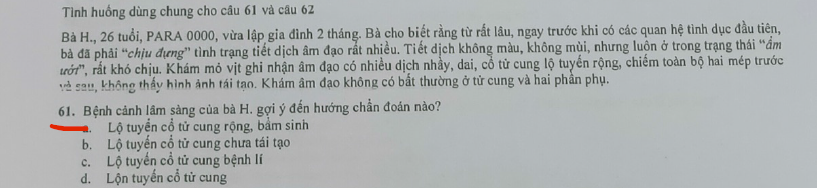 Tình huống dùng chung cho câu 61 và câu 62
Bà H., 26 tuổi, PARA 0000, vừa lập gia đình 2 tháng. Bà cho biết rằng từ rất lâu, ngay trước khi có các quan hệ tình dục đầu tiên,
bà đã phải “chịu đựng” tình trạng tiết dịch âm đạo rất nhiều. Tiết dịch không màu, không mùi, nhưng luôn ở trong trạng thái “ẩm
ướt”, rất khó chịu. Khám mỏ vịt ghi nhận âm đạo có nhiều dịch nhầy, dai, cổ tử cung lộ tuyến rộng, chiếm toàn bộ hai mép trước
và sau, không thấy hình ảnh tái tạo. Khám âm đạo không có bất thường ở tử cung và hai phần phụ.
61. Bệnh cảnh lâm sàng của bà H. gợi ý đến hướng chẩn đoán nào?
a. Lộ tuyến cổ tử cung rộng, bẩm sinh
b. Lộ tuyến cổ tử cung chưa tái tạo
c. Lộ tuyến cổ tử cung bệnh lí
d. Lộn tuyến cổ tử cung